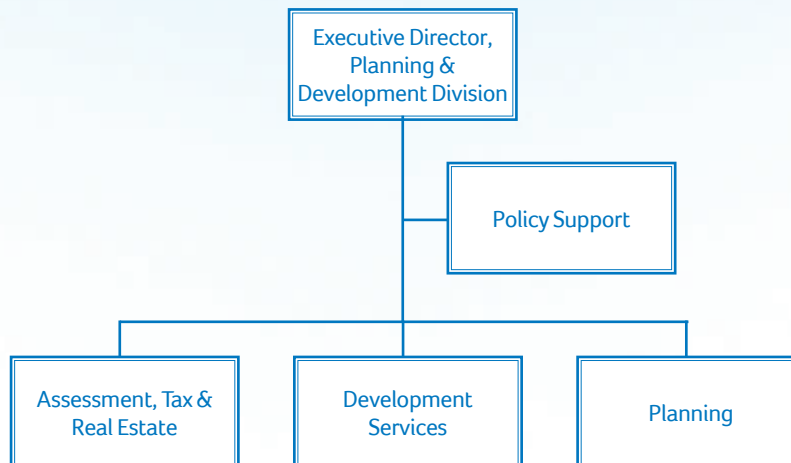 Executive Director,
Planning &
Development Division
Policy Support
Assessment, Tax &
Real Estate
Development
Services
Planning